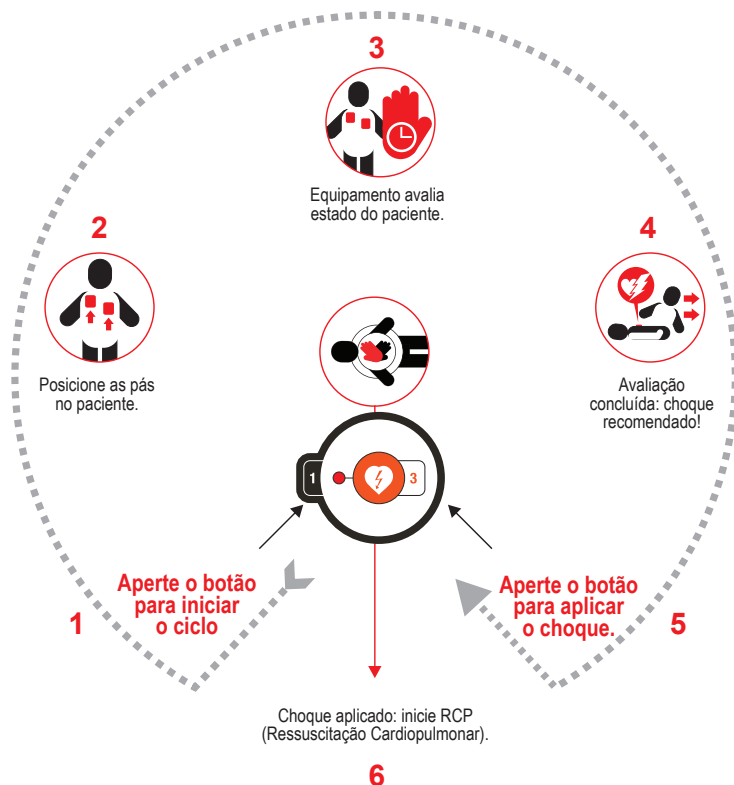 3
Equipamento avalia
estado do paciente.
2
Posicione as pás
no paciente.
4
Avaliação
concluída: choque
recomendado!
1
3
Aperte o botão
para iniciar
o ciclo
1
Aperte o botão
para aplicar
o choque.
5
Choque aplicado: inicie RCP
(Ressuscitação Cardiopulmonar).
6